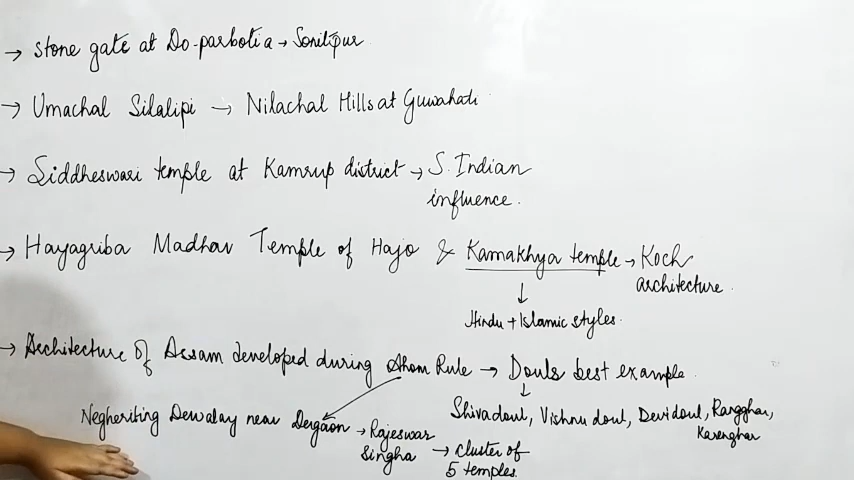 → Stone gate at Do-parbotia → Sonitpur
→ Umachal Silalipi → Nilachal Hills at Guwahati
→ Siddheswari temple at Kamrup district → S. Indian
influence.
→ Hayagriba Madhav Temple of Hajo & Kamakhya temple → Koch
architecture.
↓
Hindu + Islamic styles.
→ Architecture of Assam developed during Ahom Rule → Douls best example.
↓
Shivadoul, Vishnu doul, Devidoul, Rangghar,
Karenghar
Negheriting Dewalay near Dergaon → Rajeswar
Singha → cluster of
5 temples.